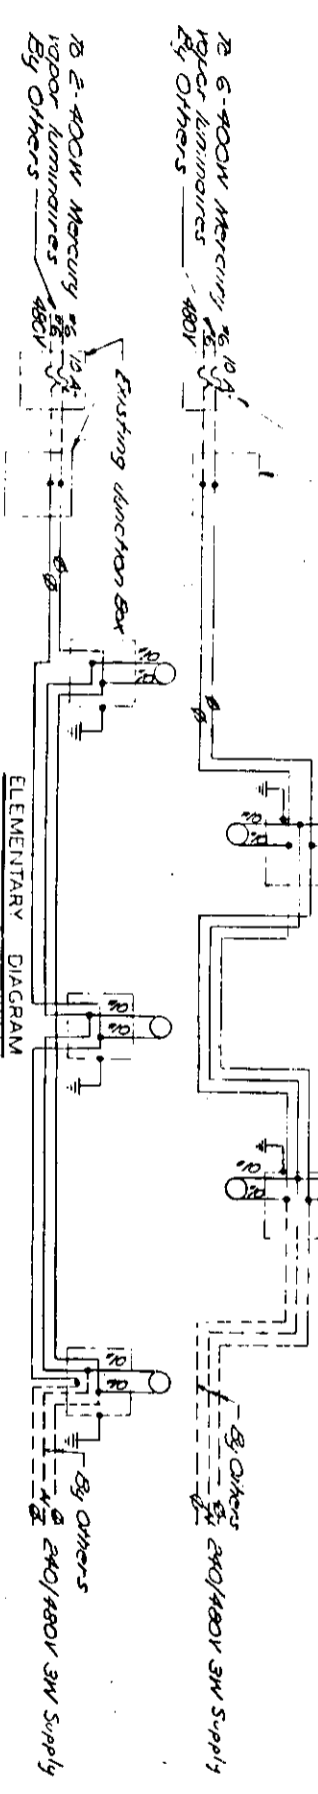 To 6-400W Mercury
vapor luminaires
By Others
#6
#6
10 A.
480V
By Others
240/480V 3W Supply
To 2-400W Mercury
vapor luminaires
By Others
#6
#6
10 A.
480V
Existing Junction Box
By Others
240/480V 3W Supply
ELEMENTARY DIAGRAM